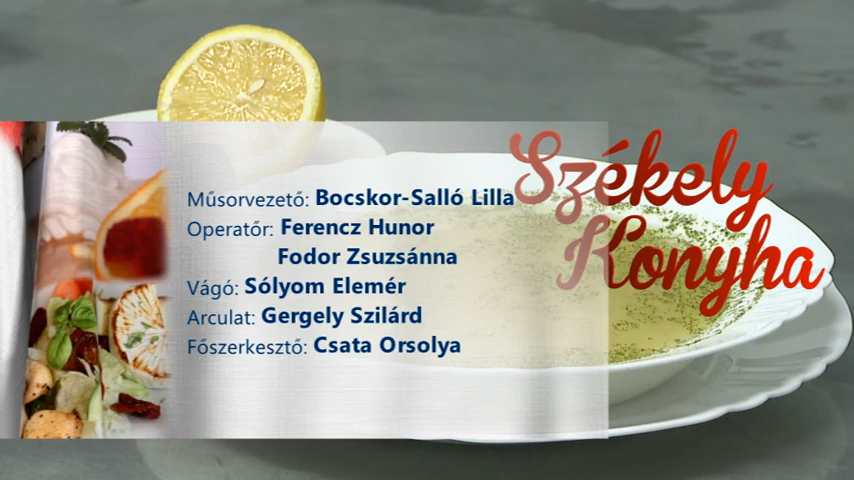 Székely
Konyha
Műsorvezető: Bocskor-Salló Lilla
Operatőr: Ferencz Hunor
Fodor Zsuzsánna
Vágó: Sólyom Elemér
Arculat: Gergely Szilárd
Főszerkesztő: Csata Orsolya